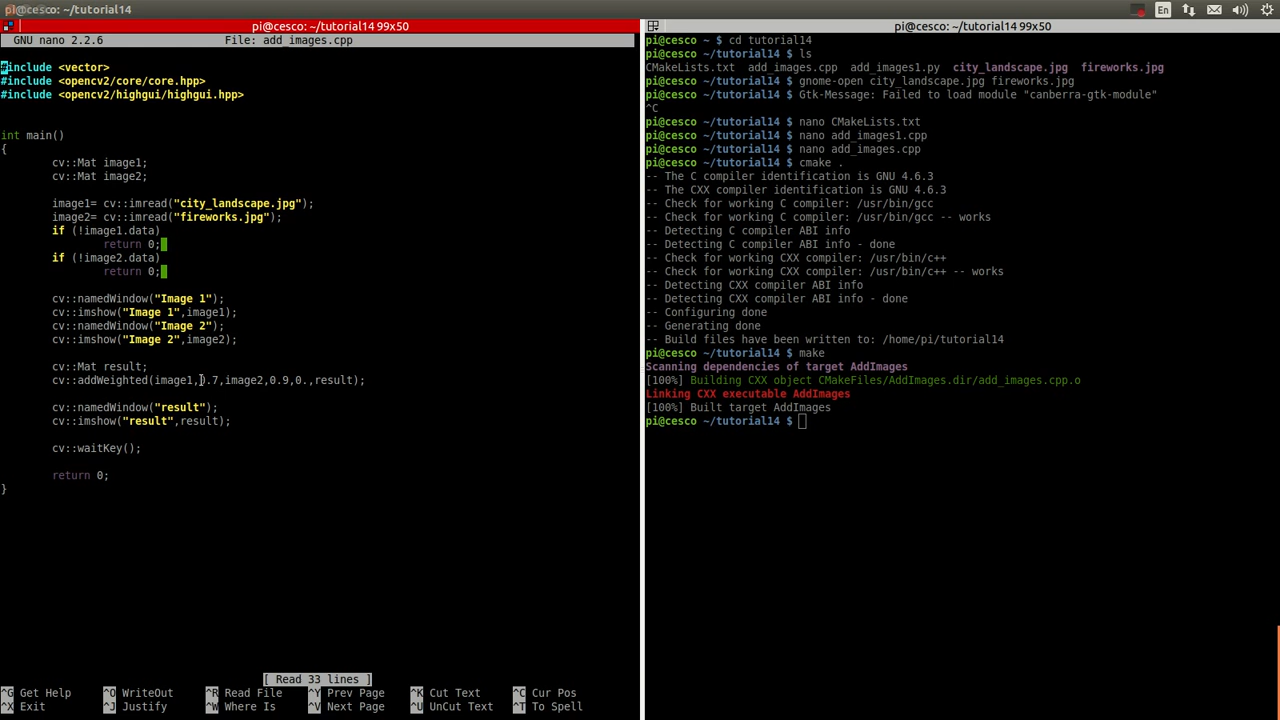 pi@cesco: ~/tutorial14
En
pi@cesco: ~/tutorial14 99x50
GNU nano 2.2.6 File: add_images.cpp
#include <vector>
#include <opencv2/core/core.hpp>
#include <opencv2/highgui/highgui.hpp>
int main()
{
cv::Mat image1;
cv::Mat image2;
image1= cv::imread("city_landscape.jpg");
image2= cv::imread("fireworks.jpg");
if (!image1.data)
return 0;
if (!image2.data)
return 0;
cv::namedWindow("Image 1");
cv::imshow("Image 1",image1);
cv::namedWindow("Image 2");
cv::imshow("Image 2",image2);
cv::Mat result;
cv::addWeighted(image1,0.7,image2,0.9,0.,result);
cv::namedWindow("result");
cv::imshow("result",result);
cv::waitKey();
return 0;
}
[ Read 33 lines ]
^G Get Help ^O WriteOut ^R Read File ^Y Prev Page ^K Cut Text ^C Cur Pos
^X Exit ^J Justify ^W Where Is ^V Next Page ^U UnCut Text ^T To Spell
pi@cesco: ~/tutorial14 99x50
pi@cesco ~ $ cd tutorial14
pi@cesco ~/tutorial14 $ ls
CMakeLists.txt add_images.cpp add_images1.py city_landscape.jpg fireworks.jpg
pi@cesco ~/tutorial14 $ gnome-open city_landscape.jpg fireworks.jpg
pi@cesco ~/tutorial14 $ Gtk-Message: Failed to load module "canberra-gtk-module"
^C
pi@cesco ~/tutorial14 $ nano CMakeLists.txt
pi@cesco ~/tutorial14 $ nano add_images1.cpp
pi@cesco ~/tutorial14 $ nano add_images.cpp
pi@cesco ~/tutorial14 $ cmake .
-- The C compiler identification is GNU 4.6.3
-- The CXX compiler identification is GNU 4.6.3
-- Check for working C compiler: /usr/bin/gcc
-- Check for working C compiler: /usr/bin/gcc -- works
-- Detecting C compiler ABI info
-- Detecting C compiler ABI info - done
-- Check for working CXX compiler: /usr/bin/c++
-- Check for working CXX compiler: /usr/bin/c++ -- works
-- Detecting CXX compiler ABI info
-- Detecting CXX compiler ABI info - done
-- Configuring done
-- Generating done
-- Build files have been written to: /home/pi/tutorial14
pi@cesco ~/tutorial14 $ make
Scanning dependencies of target AddImages
[100%] Building CXX object CMakeFiles/AddImages.dir/add_images.cpp.o
Linking CXX executable AddImages
[100%] Built target AddImages
pi@cesco ~/tutorial14 $